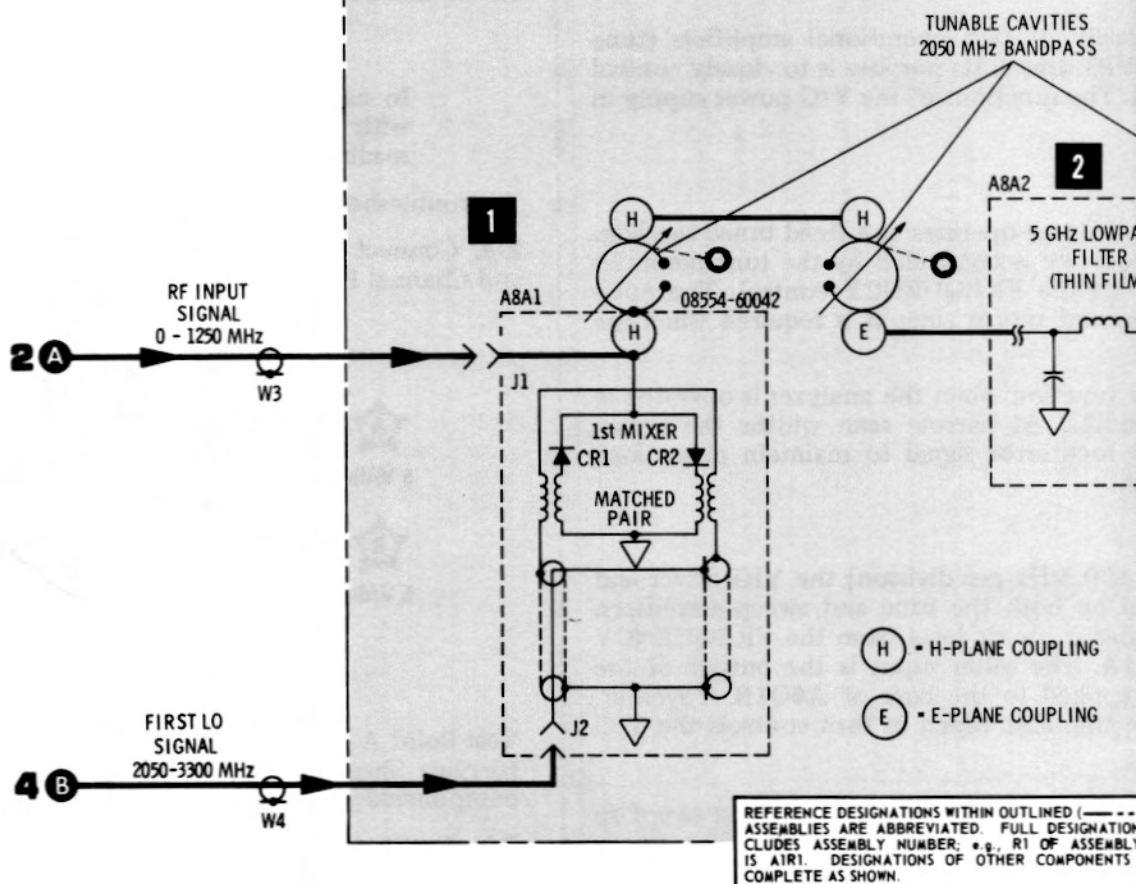 TUNABLE CAVITIES
2050 MHz BANDPASS
1
2
A8A2
H
H
5 GHz LOWPA
FILTER
(THIN FILM
A8A1
08554-60042
RF INPUT
SIGNAL
0 - 1250 MHz
H
E
2 A
J1
W3
1st MIXER
CR1 CR2
MATCHED
PAIR
H = H-PLANE COUPLING
E = E-PLANE COUPLING
J2
FIRST LO
SIGNAL
2050-3300 MHz
4 B
W4
REFERENCE DESIGNATIONS WITHIN OUTLINED (
ASSEMBLIES ARE ABBREVIATED. FULL DESIGNATION
CLUDES ASSEMBLY NUMBER; e.g., R1 OF ASSEMBLY
IS A1R1. DESIGNATIONS OF OTHER COMPONENTS
COMPLETE AS SHOWN.